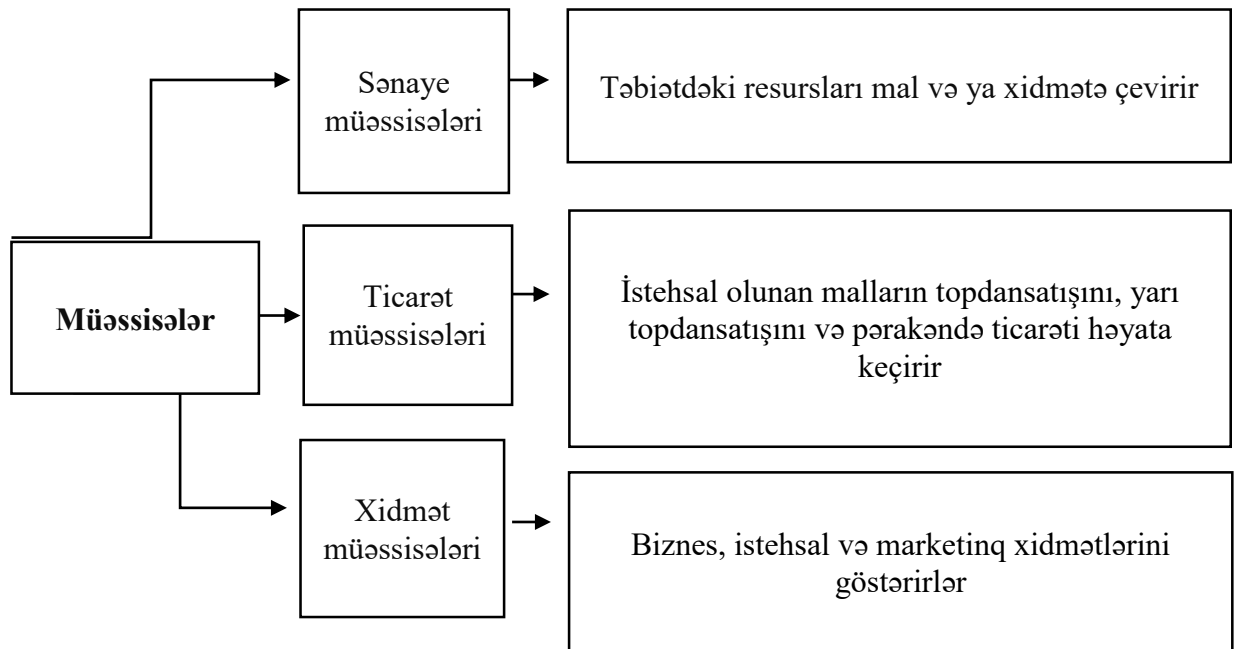 Müəssisələr
Sənaye
müəssisələri
Təbiətdəki resursları mal və ya xidmətə çevirir
Ticarət
müəssisələri
İstehsal olunan malların topdansatışını, yarı
topdansatışını və pərakəndə ticarəti həyata
keçirir
Xidmət
müəssisələri
Biznes, istehsal və marketinq xidmətlərini
göstərirlər